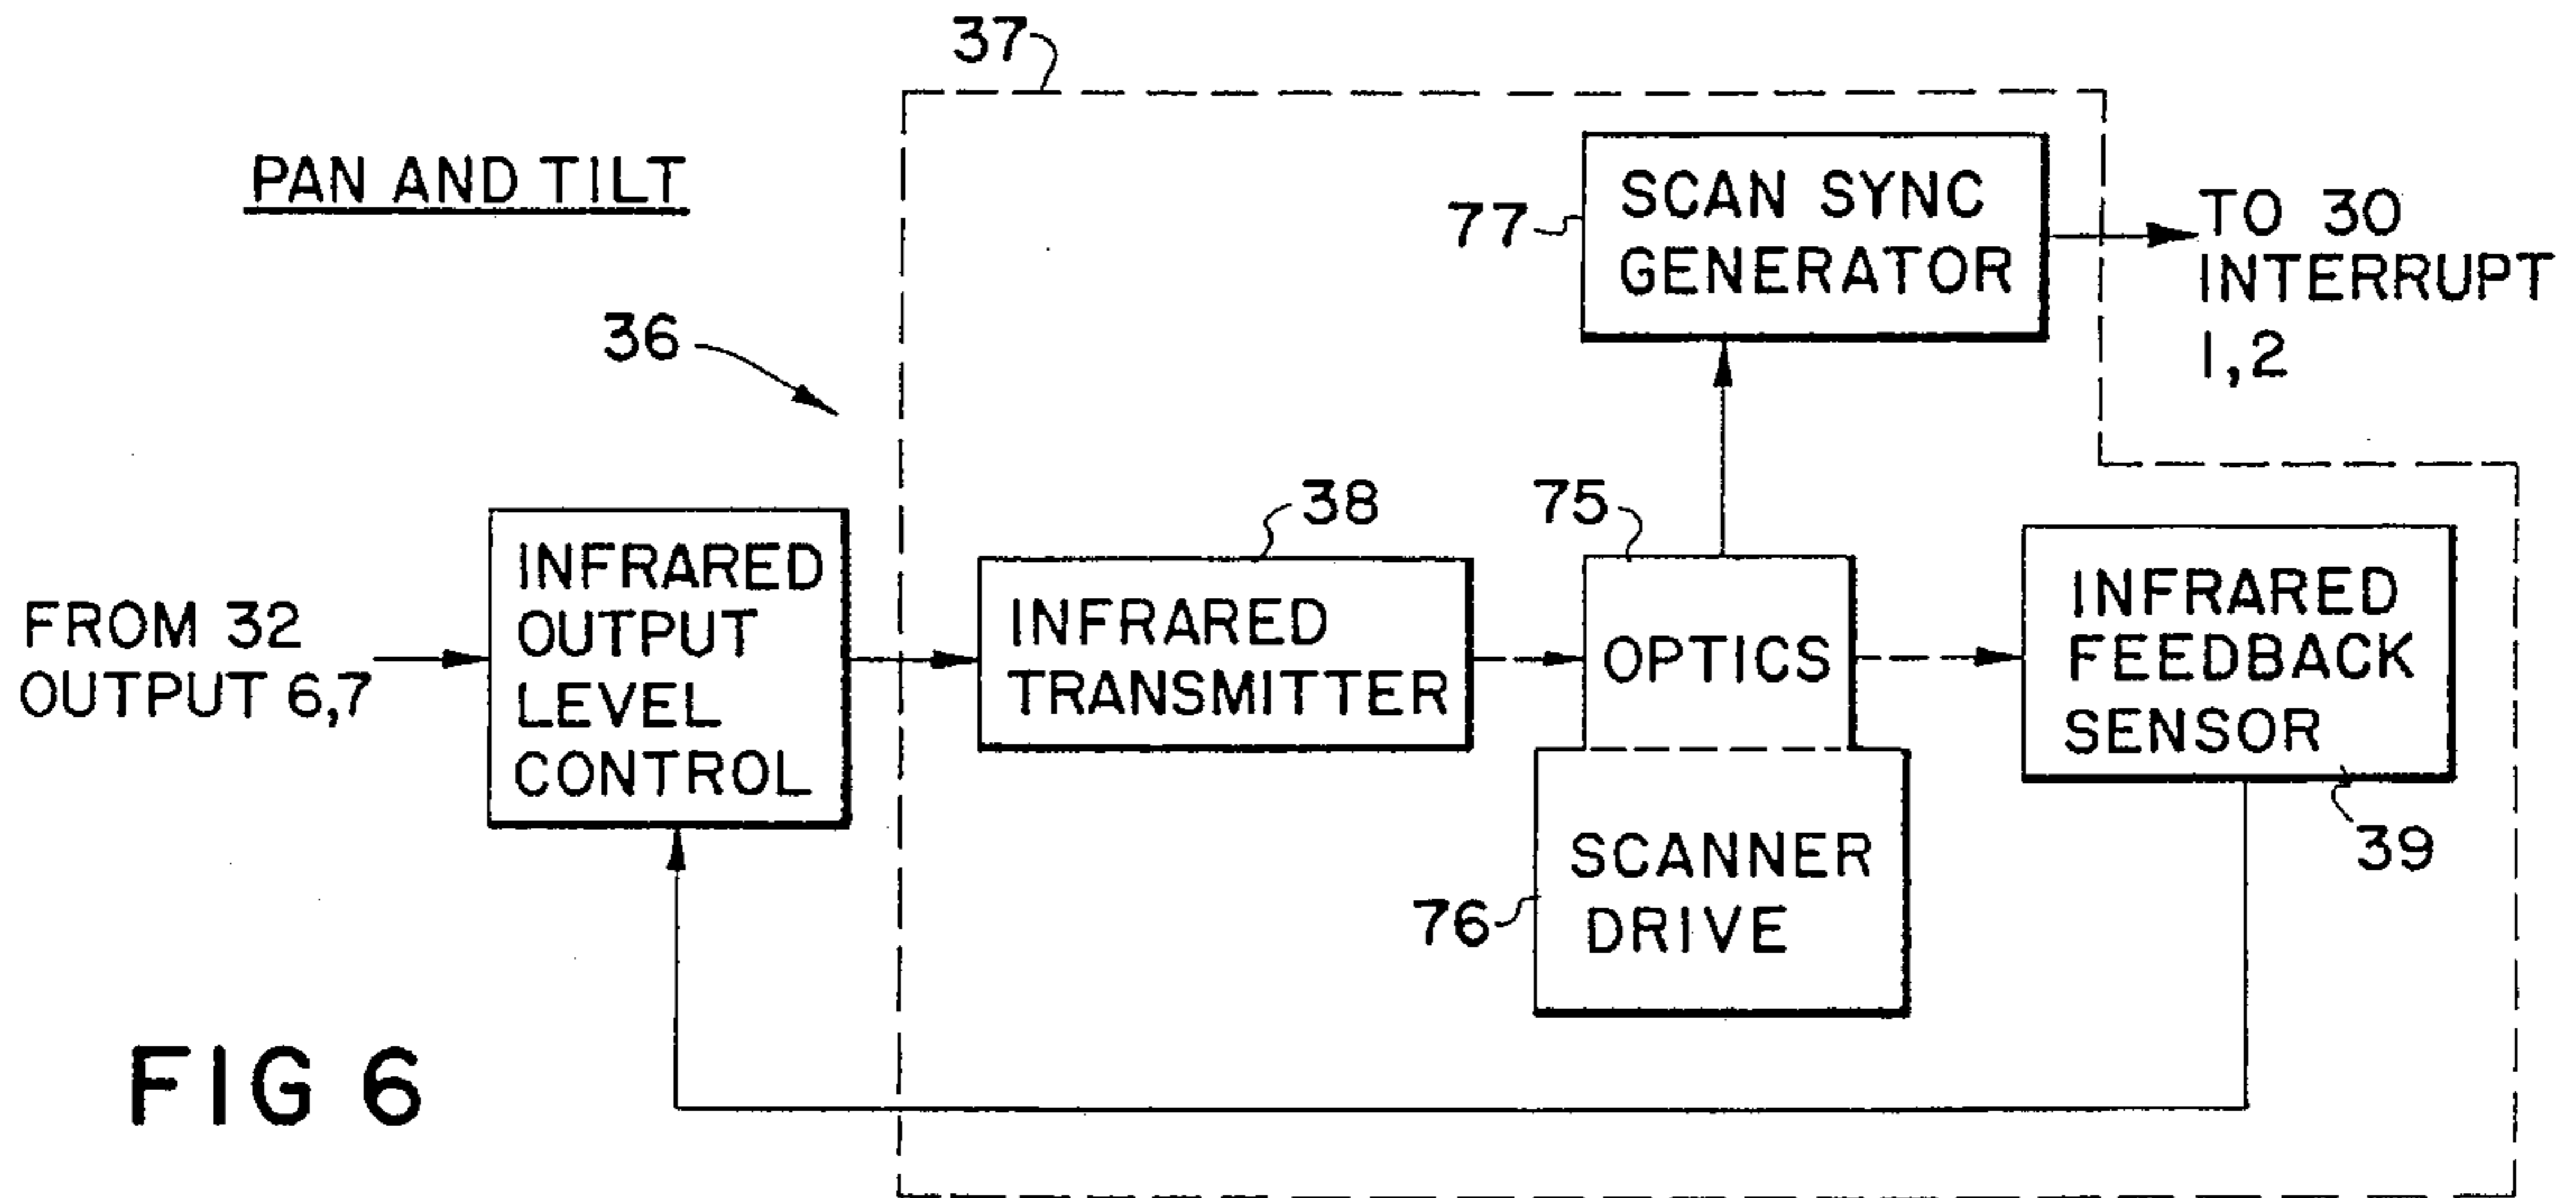 37
PAN AND TILT
SCAN SYNC
GENERATOR
77
TO 30
INTERRUPT
1,2
36
38
75
INFRARED
OUTPUT
LEVEL
CONTROL
FROM 32
OUTPUT 6,7
INFRARED
TRANSMITTER
OPTICS
INFRARED
FEEDBACK
SENSOR
39
SCANNER
DRIVE
76
FIG 6